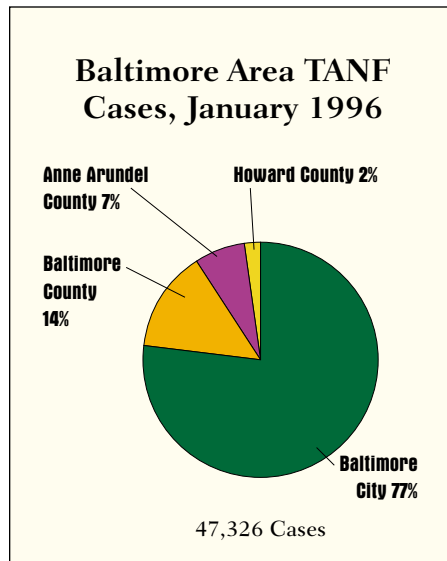 Baltimore Area TANF
Cases, January 1996
Anne Arundel
County 7%
Howard County 2%
Baltimore
County
14%
Baltimore
City 77%
47,326 Cases